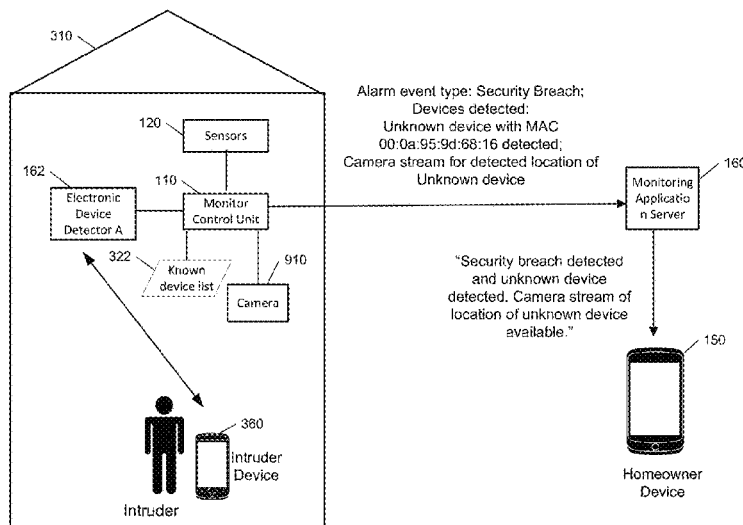 310
120
Sensors
162
Electronic
Device
Detector A
110
Monitor
Control Unit
322
Known
device list
910
Camera
360
Intruder
Device
Intruder
Alarm event type: Security Breach;
Devices detected:
Unknown device with MAC
00:0a:95:9d:68:16 detected;
Camera stream for detected location of
Unknown device
160
Monitoring
Applicatio
n Server
"Security breach detected
and unknown device
detected. Camera stream of
location of unknown device
available."
150
Homeowner
Device